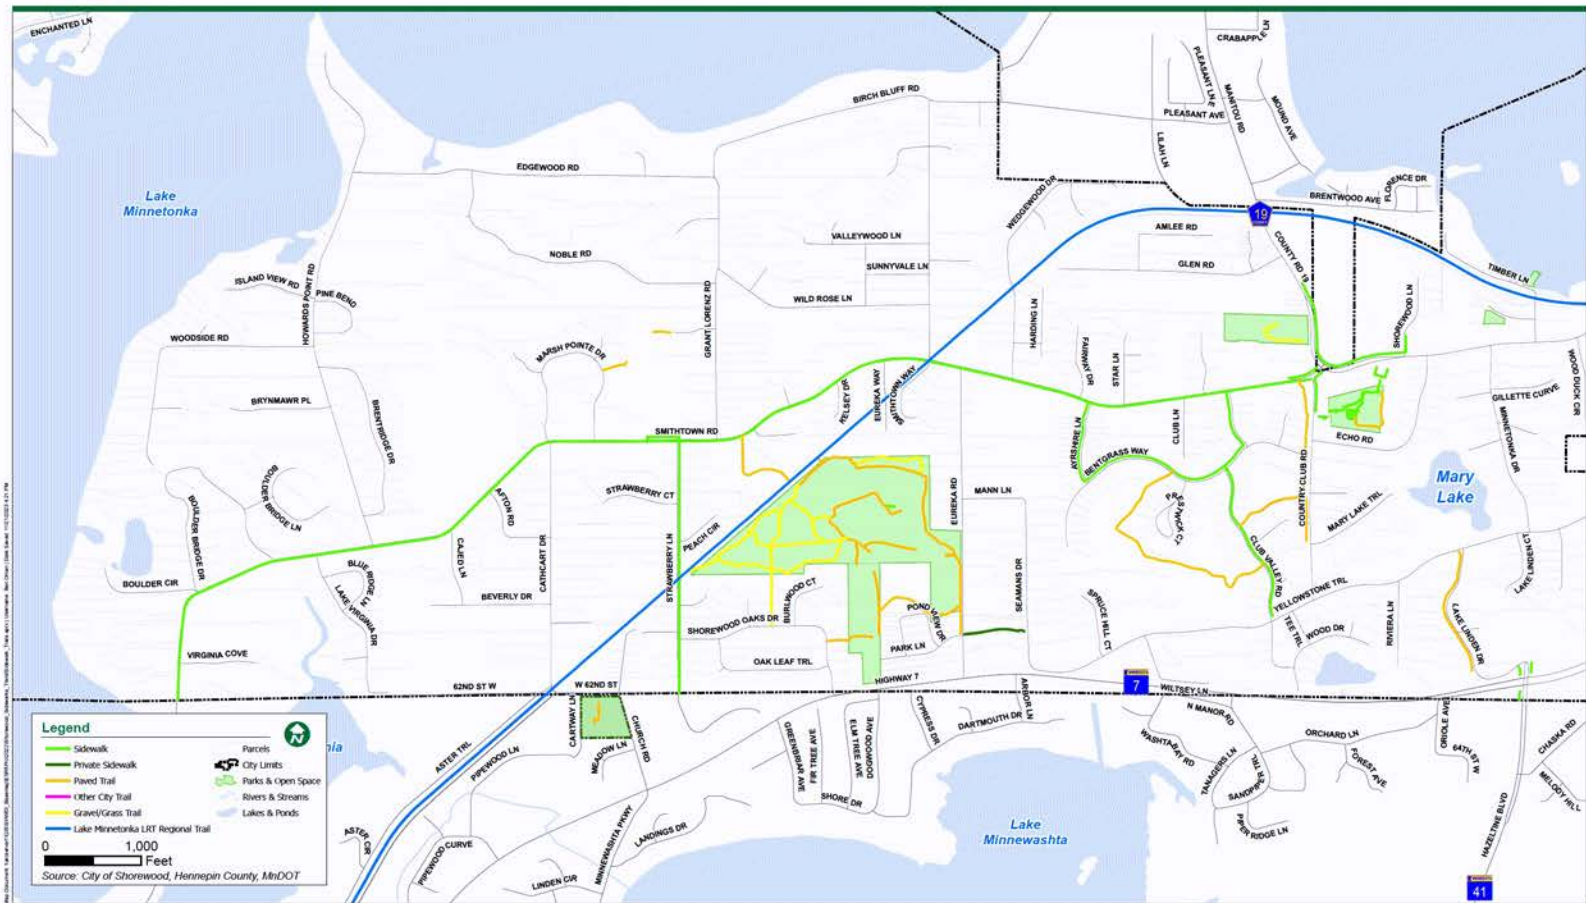 ENCHANTED LN
CRABAPPLE LN
PLEASANT LN E
MANITOU RD
BIRCH BLUFF RD
PLEASANT AVE
MOUND AVE
LILAH LN
EDGEWOOD RD
FLORENCE DR
BRENTWOOD AVE
Lake
Minnetonka
WEDGEWOOD DR
19
AMLEE RD
VALLEYWOOD LN
COUNTY RD 19
NOBLE RD
GLEN RD
SUNNYVALE LN
TIMBER LN
ISLAND VIEW RD
HOWARDS POINT RD
PINE BEND
GRANT LORENZ RD
WILD ROSE LN
HARDING LN
SHOREWOOD LN
WOODSIDE RD
MARSH POINTE DR
FAIRWAY DR
STAR LN
WOOD DUCK CIR
KELSEY DR
EUREKA WAY
SMITHTOWN WAY
GILLETTE CURVE
BRYNMAWR PL
BRENTRIDGE DR
SMITHTOWN RD
AYRSHIRE LN
CLUB LN
ECHO RD
MINNETONKA DR
BENTGRASS WAY
COUNTRY CLUB RD
BOULDER BRIDGE LN
Mary
Lake
STRAWBERRY CT
EUREKA RD
MANN LN
PRESTWICK CT
BOULDER BRIDGE DR
AFTON RD
MARY LAKE TRL
PEACH CIR
CAJED LN
CATHCART DR
STRAWBERRY LN
CLUB VALLEY RD
LAKE LINDEN CT
BOULDER CIR
BLUE RIDGE LN
LAKE VIRGINIA DR
BEVERLY DR
BURLWOOD CT
SEAMANS DR
YELLOWSTONE TRL
SPRUCE HILL CT
POND VIEW DR
RIVIERA LN
SHOREWOOD OAKS DR
TEE TRL
WOOD DR
LAKE LINDEN DR
VIRGINIA COVE
PARK LN
OAK LEAF TRL
62ND ST W
W 62ND ST
HIGHWAY 7
7
WILTSEY LN
ARBOR LN
CARTWAY LN
CHURCH RD
CYPRESS DR
DARTMOUTH DR
N MANOR RD
ORIOLE AVE
CHASKA RD
GREENBRIAR AVE
FIR TREE AVE
ELM TREE AVE
DOGWOOD AVE
WASHTA BAY RD
ORCHARD LN
64TH ST W
ASTER TRL
PIPEWOOD LN
MEADOW LN
TANAGERS LN
SANDPIPER TRL
FOREST AVE
MELODY HILL
SHORE DR
Lake
Minnewashta
PIPER RIDGE LN
HAZELTINE BLVD
ASTER CIR
LANDINGS DR
MINNEWASHTA PKWY
PIPEWOOD CURVE
LINDEN CIR
41
nia
Legend
Sidewalk
Private Sidewalk
Paved Trail
Other City Trail
Gravel/Grass Trail
Lake Minnetonka LRT Regional Trail
Parcels
City Limits
Parks & Open Space
Rivers & Streams
Lakes & Ponds
0 1,000
Feet
Source: City of Shorewood, Hennepin County, MnDOT